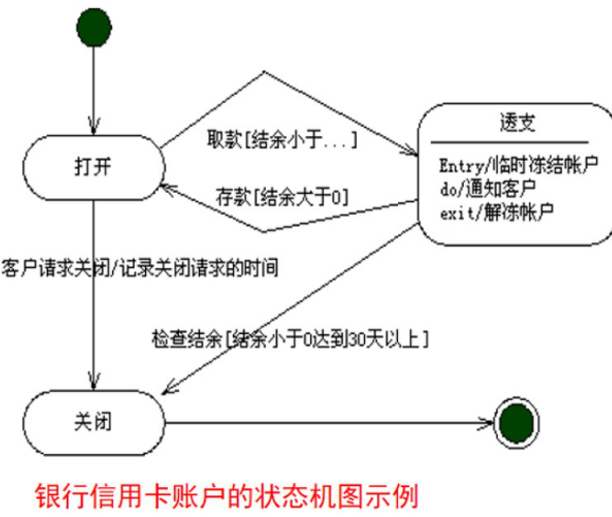 取款[结余小于...]
透支
打开
Entry/临时冻结帐户
do/通知客户
存款[结余大于0]
exit/解冻帐户
客户请求关闭/记录关闭请求的时间
检查结余[结余小于0达到30天以上]
关闭
银行信用卡账户的状态机图示例